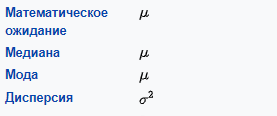 Математическое ожидание μ
Медиана μ
Мода μ
Дисперсия σ²